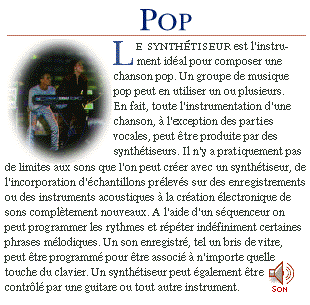 POP
LE SYNTHÉTISEUR est l'instru-
ment idéal pour composer une
chanson pop. Un groupe de musique
pop peut en utiliser un ou plusieurs.
En fait, toute l'instrumentation d'une
chanson, à l'exception des parties
vocales, peut être produite par des
synthétiseurs. Il n'y a pratiquement pas
de limites aux sons que l'on peut créer avec un synthétiseur, de
l'incorporation d'échantillons prélevés sur des enregistrements
ou des instruments acoustiques à la création électronique de
sons complètement nouveaux. A l'aide d'un séquenceur on
peut programmer les rythmes et répéter indéfiniment certaines
phrases mélodiques. Un son enregistré, tel un bris de vitre,
peut être programmé pour être associé à n'importe quelle
touche du clavier. Un synthétiseur peut également être
contrôlé par une guitare ou tout autre instrument.
SON